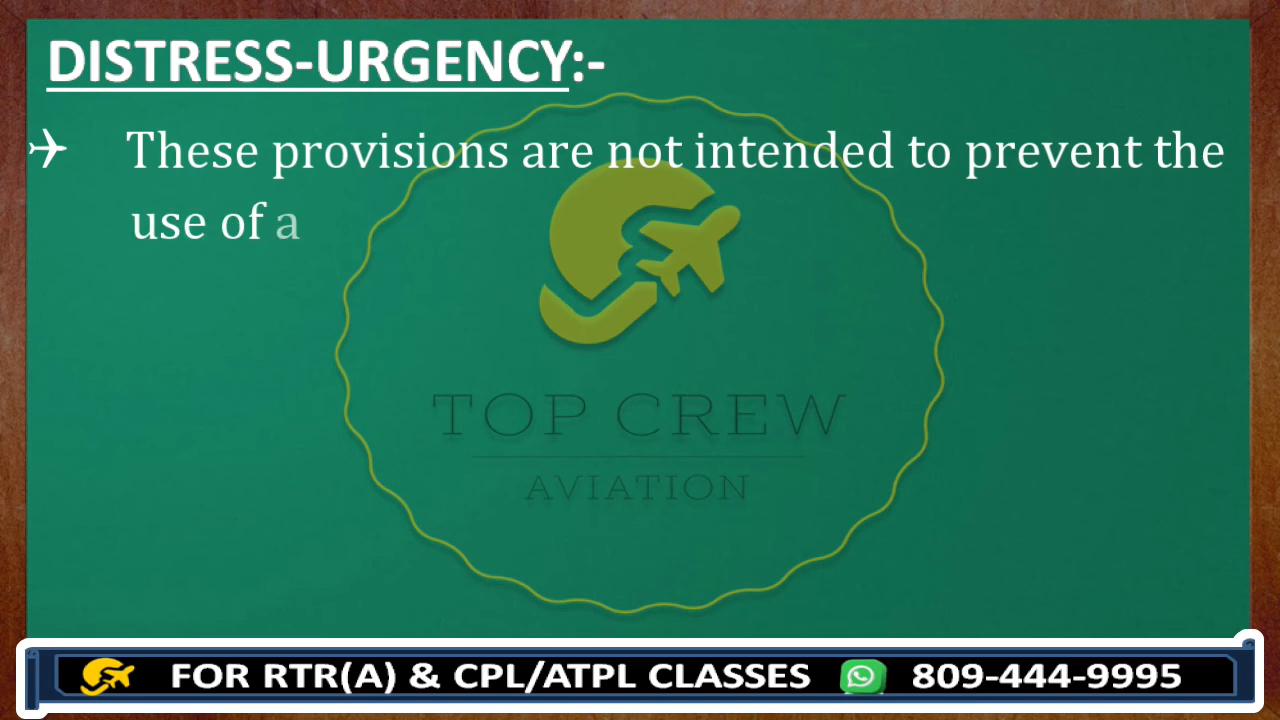 DISTRESS-URGENCY:-
These provisions are not intended to prevent the
use of a
TOP CREW
AVIATION
FOR RTR(A) & CPL/ATPL CLASSES 809-444-9995